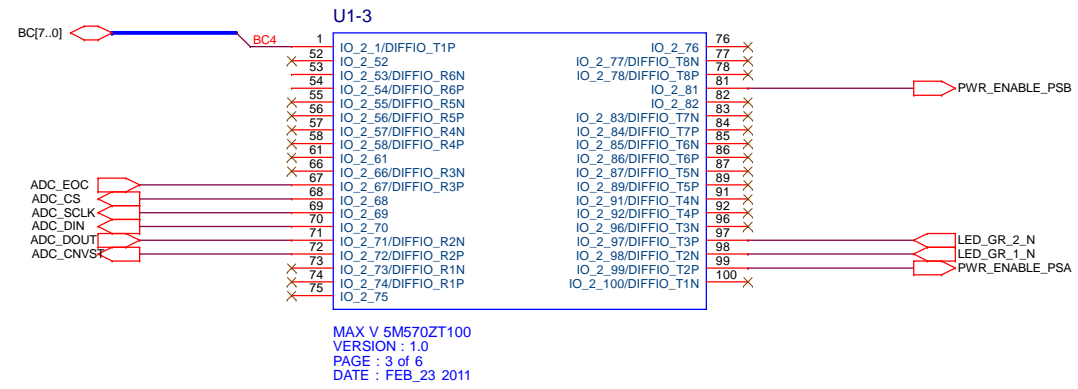 U1-3
BC[7..0]
BC4
1 IO_2_1/DIFFIO_T1P IO_2_76 76
52 IO_2_52 IO_2_77/DIFFIO_T8N 77
53 IO_2_53/DIFFIO_R6N IO_2_78/DIFFIO_T8P 78
54 IO_2_54/DIFFIO_R6P IO_2_81 81 PWR_ENABLE_PSB
55 IO_2_55/DIFFIO_R5N IO_2_82 82
56 IO_2_56/DIFFIO_R5P IO_2_83/DIFFIO_T7N 83
57 IO_2_57/DIFFIO_R4N IO_2_84/DIFFIO_T7P 84
58 IO_2_58/DIFFIO_R4P IO_2_85/DIFFIO_T6N 85
61 IO_2_61 IO_2_86/DIFFIO_T6P 86
66 IO_2_66/DIFFIO_R3N IO_2_87/DIFFIO_T5N 87
ADC_EOC 67 IO_2_67/DIFFIO_R3P IO_2_89/DIFFIO_T5P 89
ADC_CS 68 IO_2_68 IO_2_91/DIFFIO_T4N 91
ADC_SCLK 69 IO_2_69 IO_2_92/DIFFIO_T4P 92
ADC_DIN 70 IO_2_70 IO_2_96/DIFFIO_T3N 96
ADC_DOUT 71 IO_2_71/DIFFIO_R2N IO_2_97/DIFFIO_T3P 97 LED_GR_2_N
ADC_CNVST 72 IO_2_72/DIFFIO_R2P IO_2_98/DIFFIO_T2N 98 LED_GR_1_N
73 IO_2_73/DIFFIO_R1N IO_2_99/DIFFIO_T2P 99 PWR_ENABLE_PSA
74 IO_2_74/DIFFIO_R1P IO_2_100/DIFFIO_T1N 100
75 IO_2_75
MAX V 5M570ZT100
VERSION : 1.0
PAGE : 3 of 6
DATE : FEB_23 2011